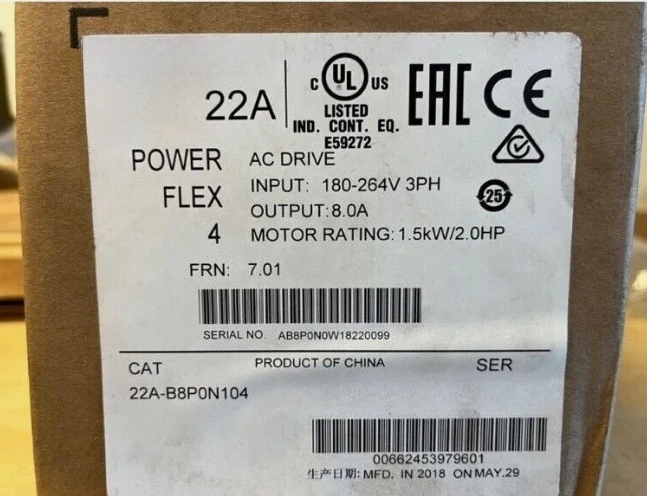 22A
C UL US
LISTED
IND. CONT. EQ.
E59272
EAC CE
POWER FLEX 4
AC DRIVE
INPUT: 180-264V 3PH
OUTPUT:8.0A
MOTOR RATING:1.5kW/2.0HP
25
FRN: 7.01
SERIAL NO. AB8P0N0W18220099
CAT PRODUCT OF CHINA SER
22A-B8P0N104
00662453979601
生产日期: MFD. IN 2018 ON MAY.29